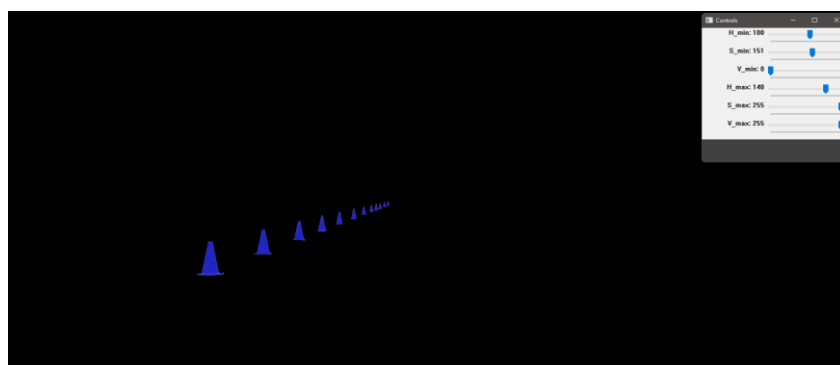 Controls
H_min: 100
S_min: 151
V_min: 0
H_max: 140
S_max: 255
V_max: 255